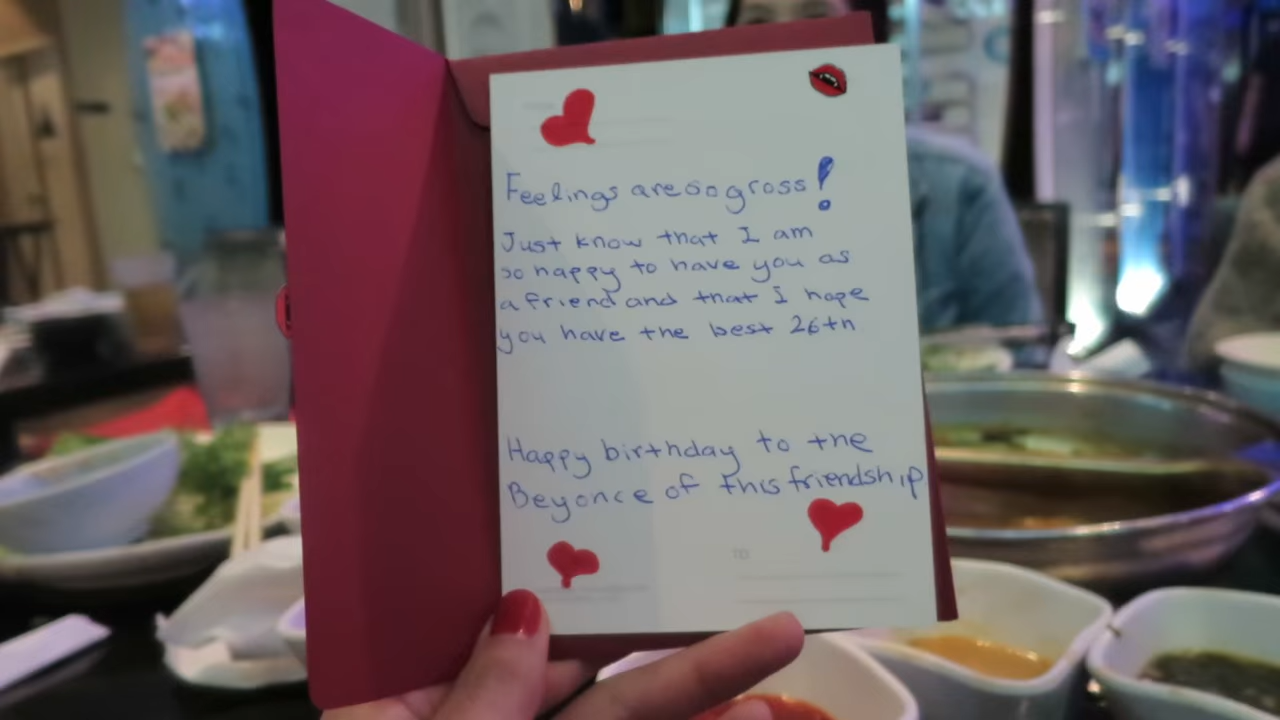 Feelings are so gross!
Just know that I am
so happy to have you as
a friend and that I hope
you have the best 26th
Happy birthday to the
Beyonce of this friendship
TO